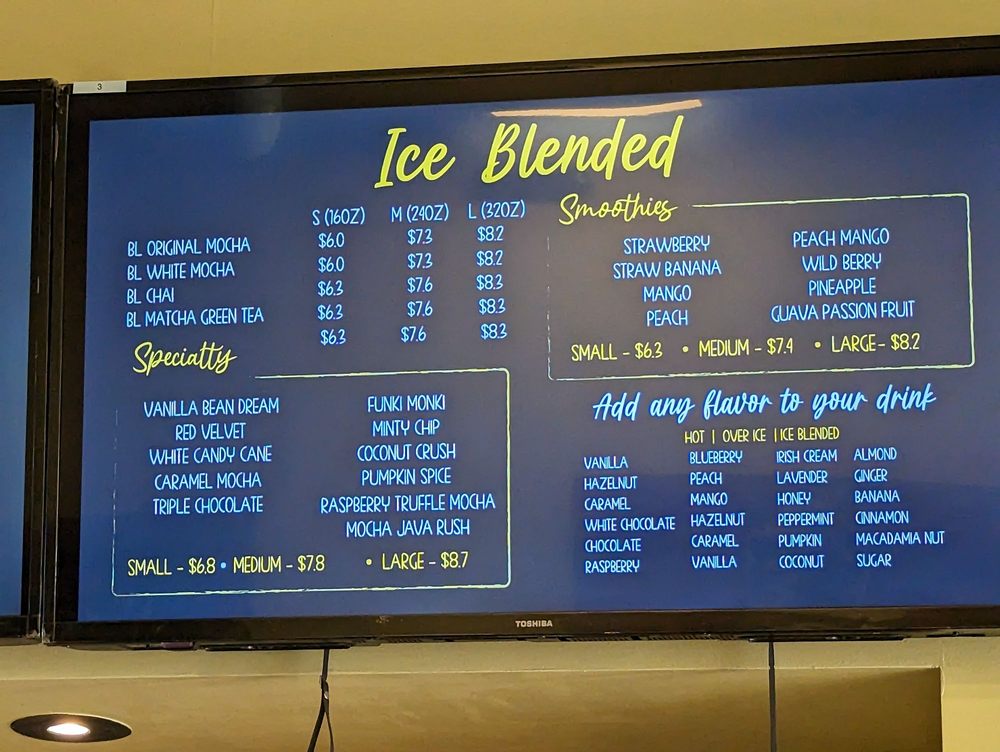 3
Ice Blended
S (16OZ) M (24OZ) L (32OZ)
$6.0 $7.3 $8.2
BL ORIGINAL MOCHA $6.0 $7.3 $8.2
BL WHITE MOCHA $6.3 $7.6 $8.3
BL CHAI $6.3 $7.6 $8.3
BL MATCHA GREEN TEA $6.3 $7.6 $8.3
Specialty
VANILLA BEAN DREAM
RED VELVET
WHITE CANDY CANE
CARAMEL MOCHA
TRIPLE CHOCOLATE
FUNKI MONKI
MINTY CHIP
COCONUT CRUSH
PUMPKIN SPICE
RASPBERRY TRUFFLE MOCHA
MOCHA JAVA RUSH
SMALL - $6.8 • MEDIUM - $7.8 • LARGE - $8.7
Smoothies
STRAWBERRY
STRAW BANANA
MANGO
PEACH
PEACH MANGO
WILD BERRY
PINEAPPLE
GUAVA PASSION FRUIT
SMALL - $6.3 • MEDIUM - $7.4 • LARGE - $8.2
Add any flavor to your drink
HOT | OVER ICE | ICE BLENDED
VANILLA
HAZELNUT
CARAMEL
WHITE CHOCOLATE
CHOCOLATE
RASPBERRY
BLUEBERRY
PEACH
MANGO
HAZELNUT
CARAMEL
VANILLA
IRISH CREAM
LAVENDER
HONEY
PEPPERMINT
PUMPKIN
COCONUT
ALMOND
GINGER
BANANA
CINNAMON
MACADAMIA NUT
SUGAR
TOSHIBA